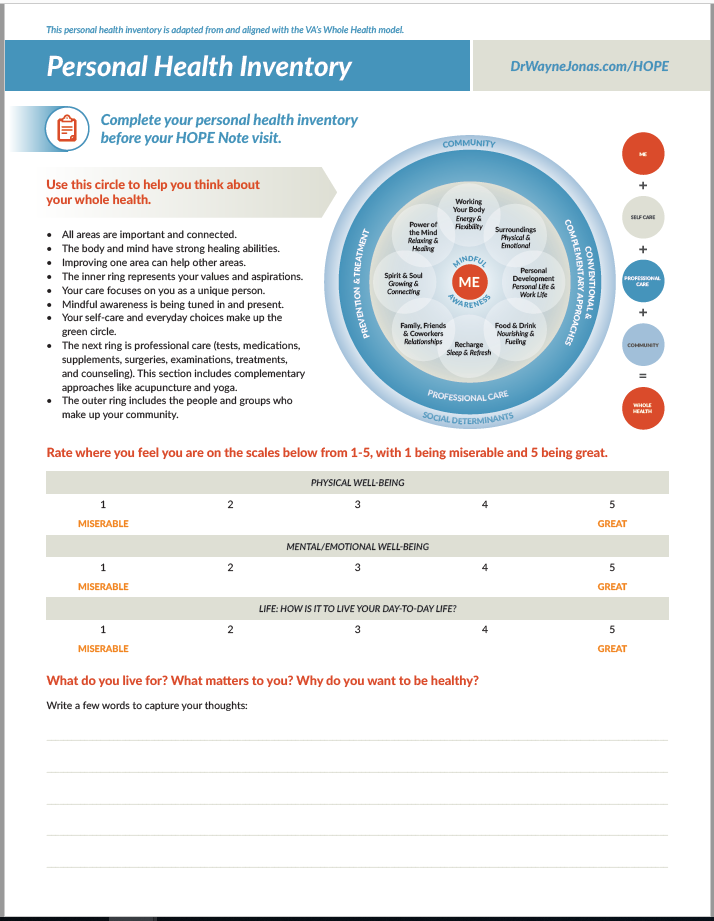 This personal health inventory is adapted from and aligned with the VA's Whole Health model.
Personal Health Inventory
DrWayneJonas.com/HOPE
Complete your personal health inventory
before your HOPE Note visit.
Use this circle to help you think about
your whole health.
• All areas are important and connected.
• The body and mind have strong healing abilities.
• Improving one area can help other areas.
• The inner ring represents your values and aspirations.
• Your care focuses on you as a unique person.
• Mindful awareness is being tuned in and present.
• Your self-care and everyday choices make up the
green circle.
• The next ring is professional care (tests, medications,
supplements, surgeries, examinations, treatments,
and counseling). This section includes complementary
approaches like acupuncture and yoga.
• The outer ring includes the people and groups who
make up your community.
COMMUNITY
PREVENTION & TREATMENT
CONVENTIONAL &
COMPLEMENTARY APPROACHES
PROFESSIONAL CARE
SOCIAL DETERMINANTS
Working
Your Body
Energy &
Flexibility
Surroundings
Physical &
Emotional
Personal
Development
Personal Life &
Work Life
Food & Drink
Nourishing &
Fueling
Recharge
Sleep & Refresh
Family, Friends
& Coworkers
Relationships
Spirit & Soul
Growing &
Connecting
Power of
the Mind
Relaxing &
Healing
MINDFUL
ME
AWARENESS
ME
+
SELF CARE
+
PROFESSIONAL
CARE
+
COMMUNITY
=
WHOLE
HEALTH
Rate where you feel you are on the scales below from 1-5, with 1 being miserable and 5 being great.
PHYSICAL WELL-BEING
1 2 3 4 5
MISERABLE GREAT
MENTAL/EMOTIONAL WELL-BEING
1 2 3 4 5
MISERABLE GREAT
LIFE: HOW IS IT TO LIVE YOUR DAY-TO-DAY LIFE?
1 2 3 4 5
MISERABLE GREAT
What do you live for? What matters to you? Why do you want to be healthy?
Write a few words to capture your thoughts: